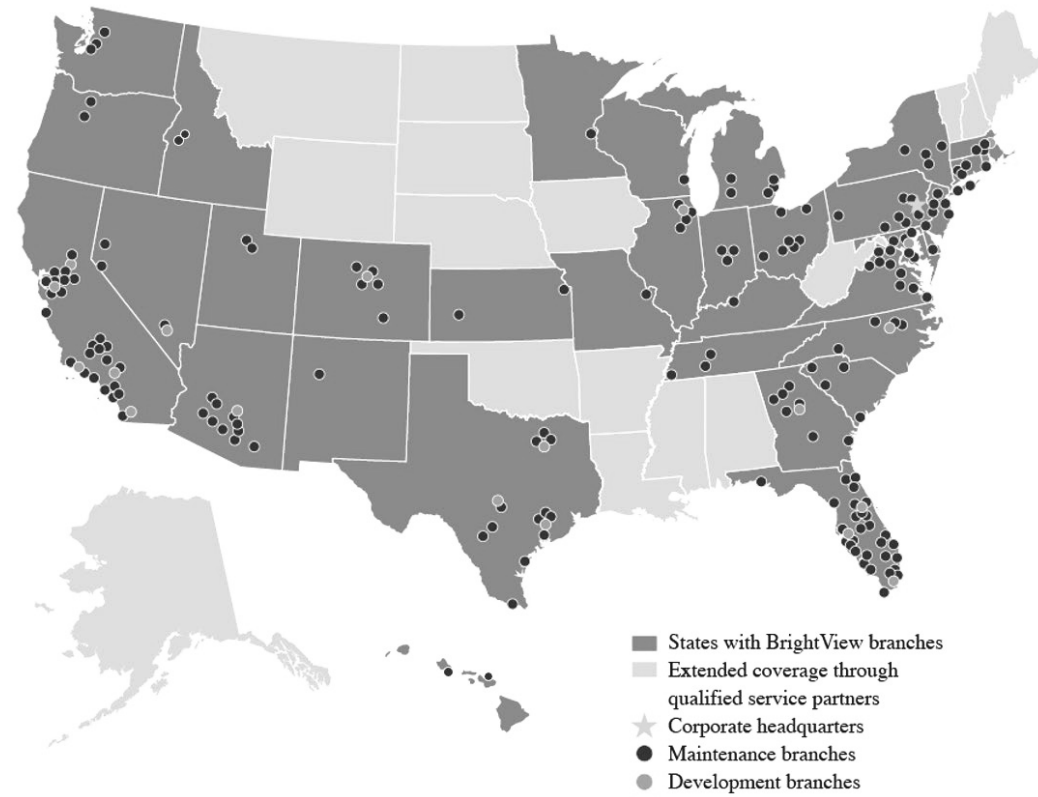 States with BrightView branches
Extended coverage through
qualified service partners
Corporate headquarters
Maintenance branches
Development branches